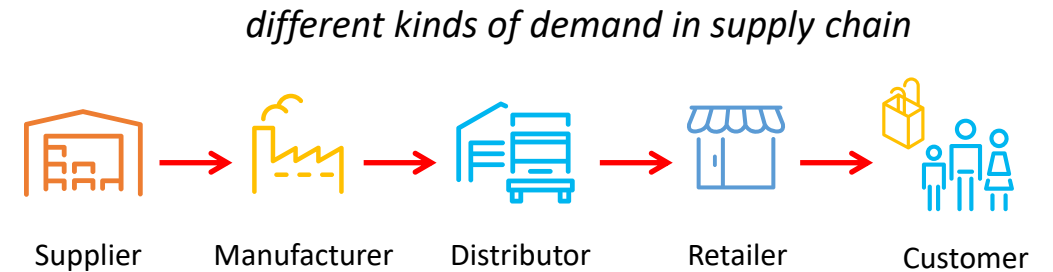 different kinds of demand in supply chain
Supplier
Manufacturer
Distributor
Retailer
Customer